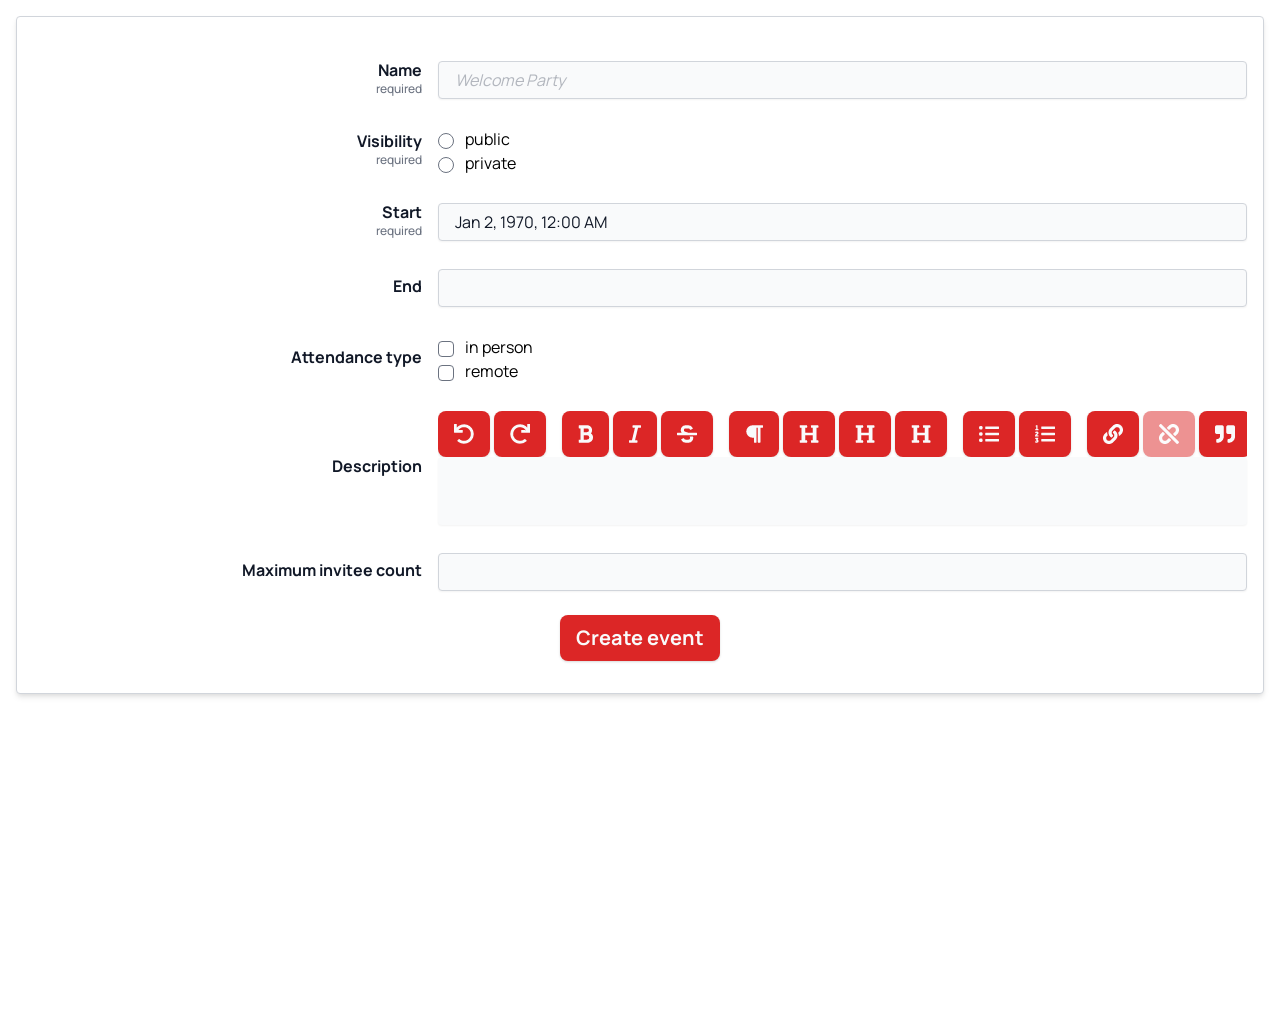 Name
required
Welcome Party
Visibility
required
public
private
Start
required
Jan 2, 1970, 12:00 AM
End
Attendance type
in person
remote
Description
Maximum invitee count
Create event